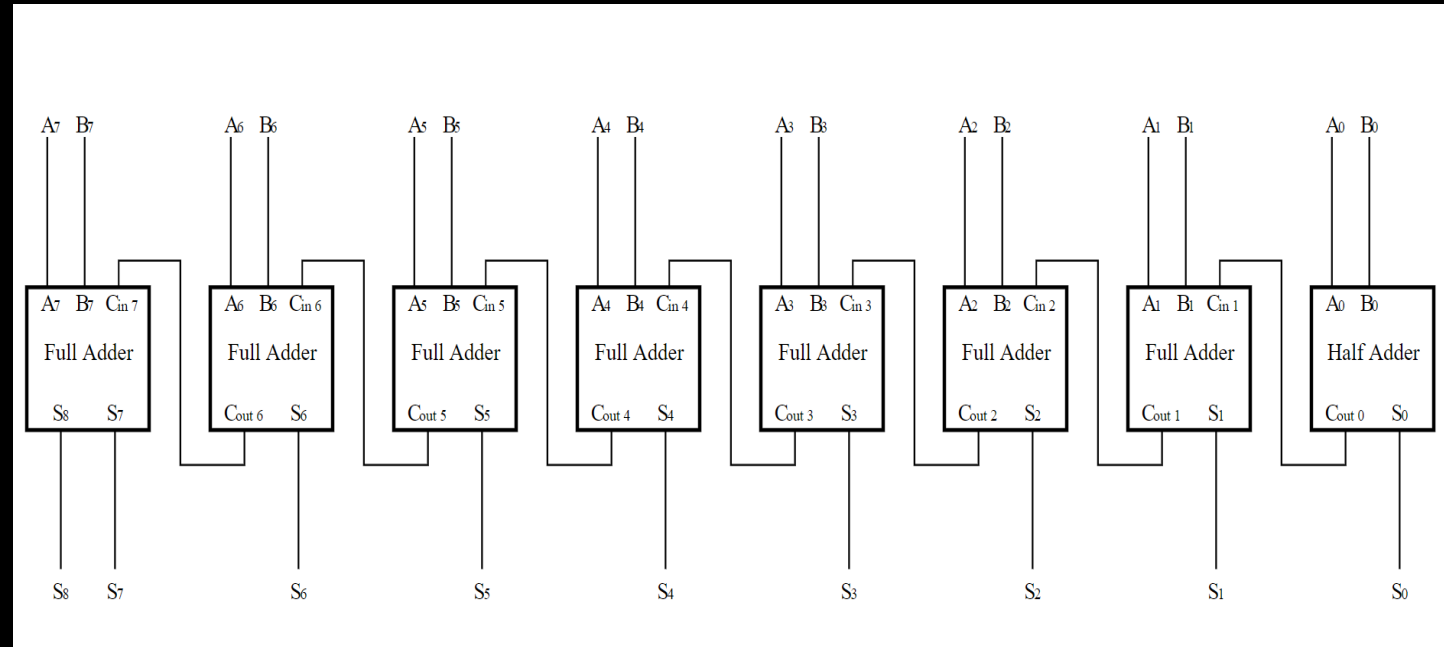 A7 B7 A6 B6 A5 B5 A4 B4 A3 B3 A2 B2 A1 B1 A0 B0
A7 B7 Cin 7 A6 B6 Cin 6 A5 B5 Cin 5 A4 B4 Cin 4 A3 B3 Cin 3 A2 B2 Cin 2 A1 B1 Cin 1 A0 B0
Full Adder Full Adder Full Adder Full Adder Full Adder Full Adder Full Adder Half Adder
S8 S7 Cout 6 S6 Cout 5 S5 Cout 4 S4 Cout 3 S3 Cout 2 S2 Cout 1 S1 Cout 0 S0
S8 S7 S6 S5 S4 S3 S2 S1 S0